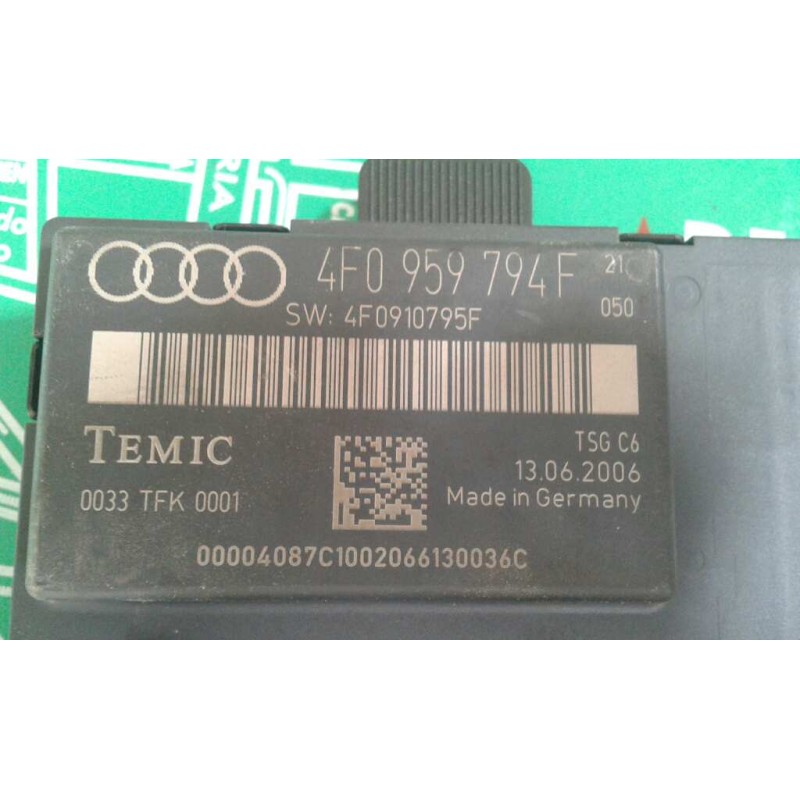 4F0 959 794 F 21
SW: 4F0910795F 050
TEMIC
TSG C6
13.06.2006
0033 TFK 0001
Made in Germany
00004087C1002066130036C
RIA